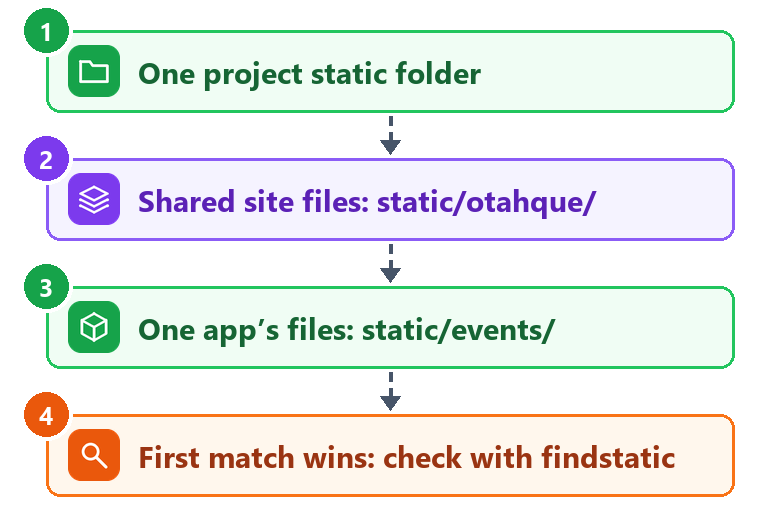 1
One project static folder
2
Shared site files: static/otahque/
3
One app’s files: static/events/
4
First match wins: check with findstatic